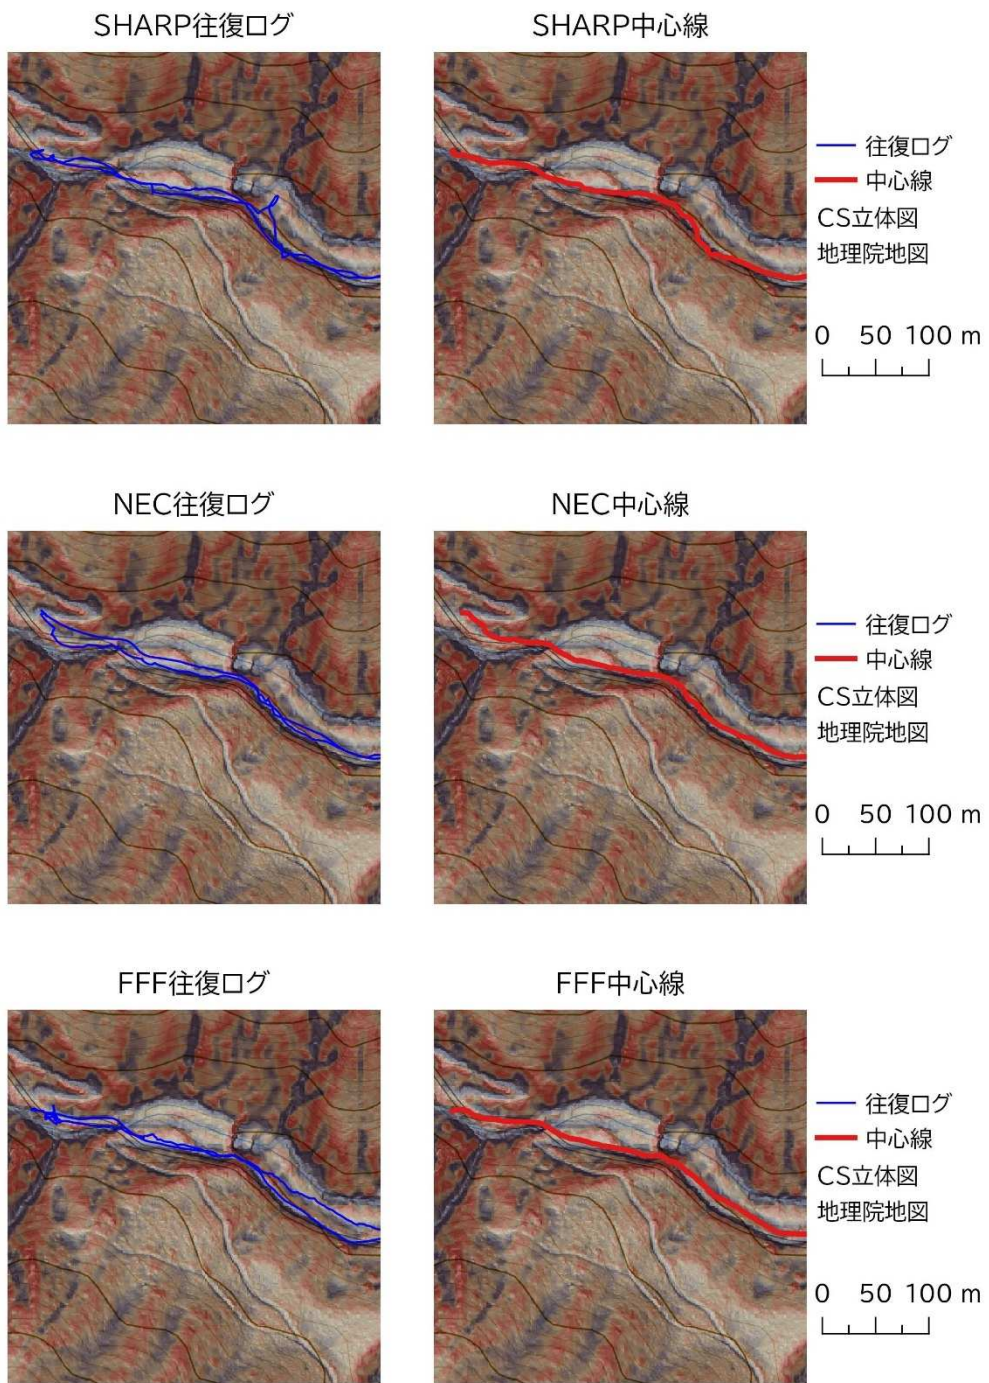 SHARP往復ログ
SHARP中心線
往復ログ
中心線
CS立体図
地理院地図
0 50 100 m
NEC往復ログ
NEC中心線
往復ログ
中心線
CS立体図
地理院地図
0 50 100 m
FFF往復ログ
FFF中心線
往復ログ
中心線
CS立体図
地理院地図
0 50 100 m